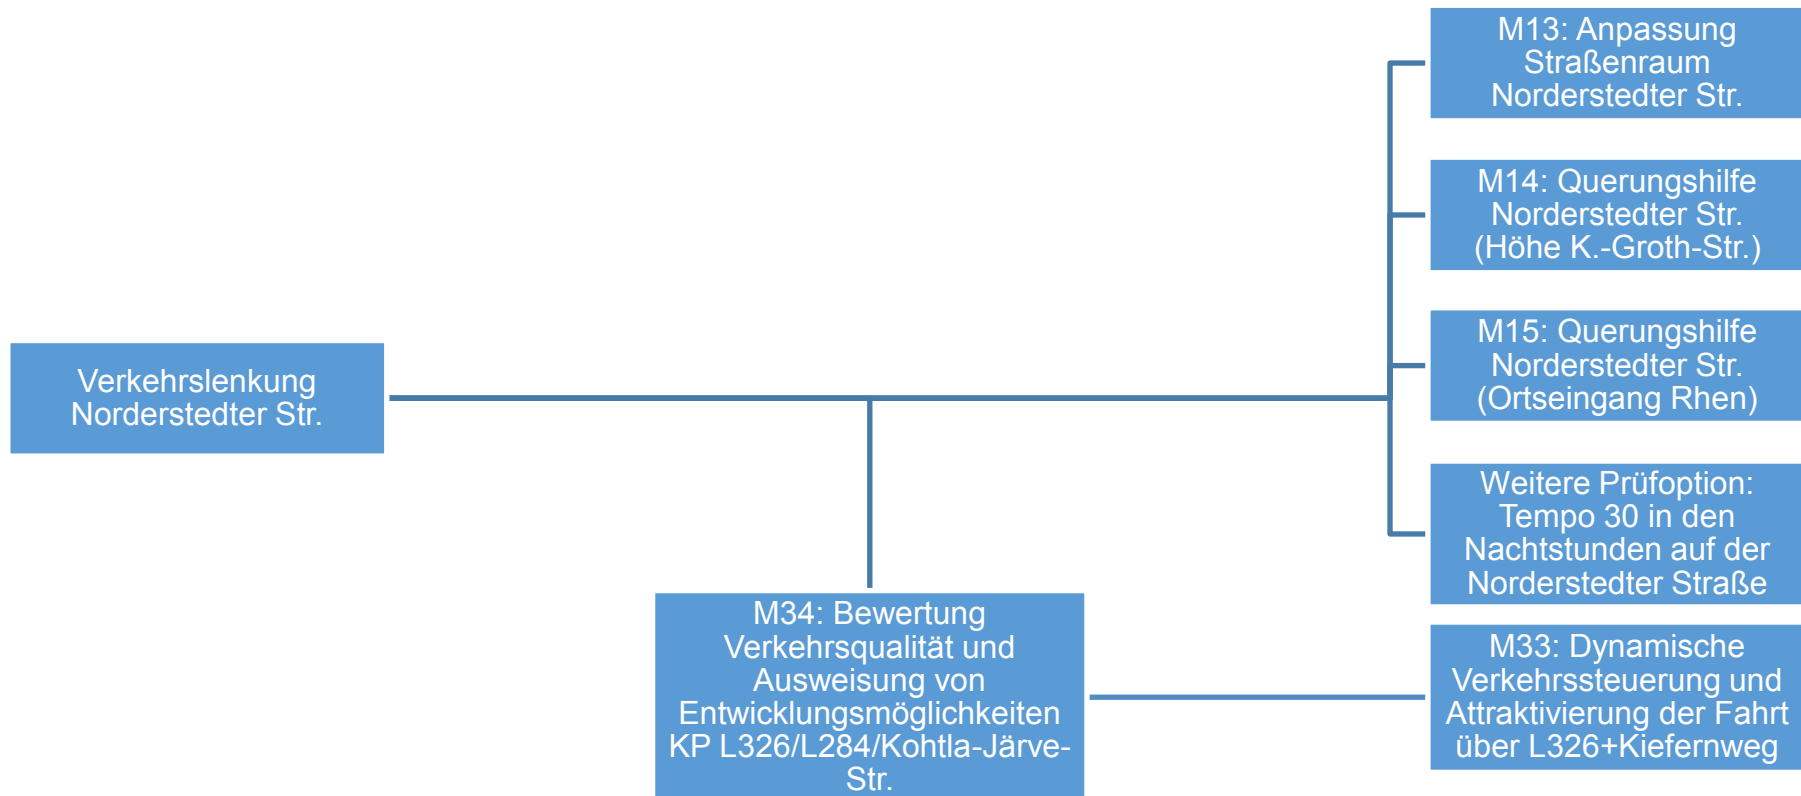 M13: Anpassung
Straßenraum
Norderstedter Str.
M14: Querungshilfe
Norderstedter Str.
(Höhe K.-Groth-Str.)
M15: Querungshilfe
Norderstedter Str.
(Ortseingang Rhen)
Verkehrslenkung
Norderstedter Str.
Weitere Prüfoption:
Tempo 30 in den
Nachtstunden auf der
Norderstedter Straße
M34: Bewertung
Verkehrsqualität und
Ausweisung von
Entwicklungsmöglichkeiten
KP L326/L284/Kohtla-Järve-
Str.
M33: Dynamische
Verkehrssteuerung und
Attraktivierung der Fahrt
über L326+Kiefernweg